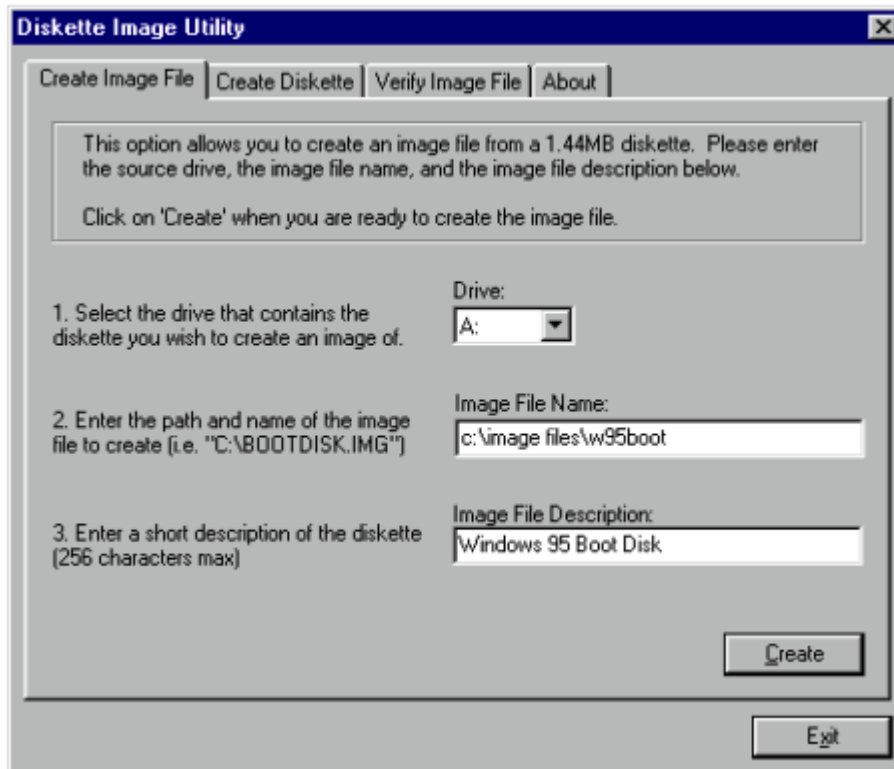 Diskette Image Utility
Create Image File
Create Diskette
Verify Image File
About
This option allows you to create an image file from a 1.44MB diskette.  Please enter
the source drive, the image file name, and the image file description below.
Click on 'Create' when you are ready to create the image file.
1. Select the drive that contains the
diskette you wish to create an image of.
Drive:
A:
2. Enter the path and name of the image
file to create (i.e. "C:\BOOTDISK.IMG")
Image File Name:
c:\image files\w95boot
3. Enter a short description of the diskette
(256 characters max)
Image File Description:
Windows 95 Boot Disk
Create
Exit